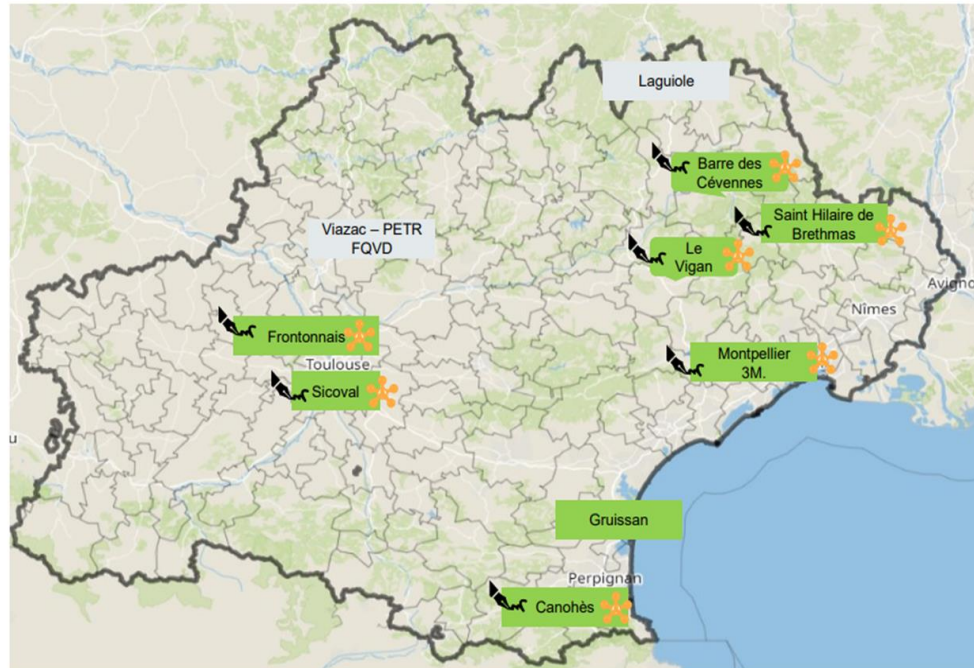 Laguiole
Barre des
Cévennes
Saint Hilaire de
Brethmas
Viazac – PETR
FQVD
Le
Vigan
Avigno
Nîmes
Frontonnais
Toulouse
Montpellier
3M.
Sicoval
u
Gruissan
Perpignan
Canohès